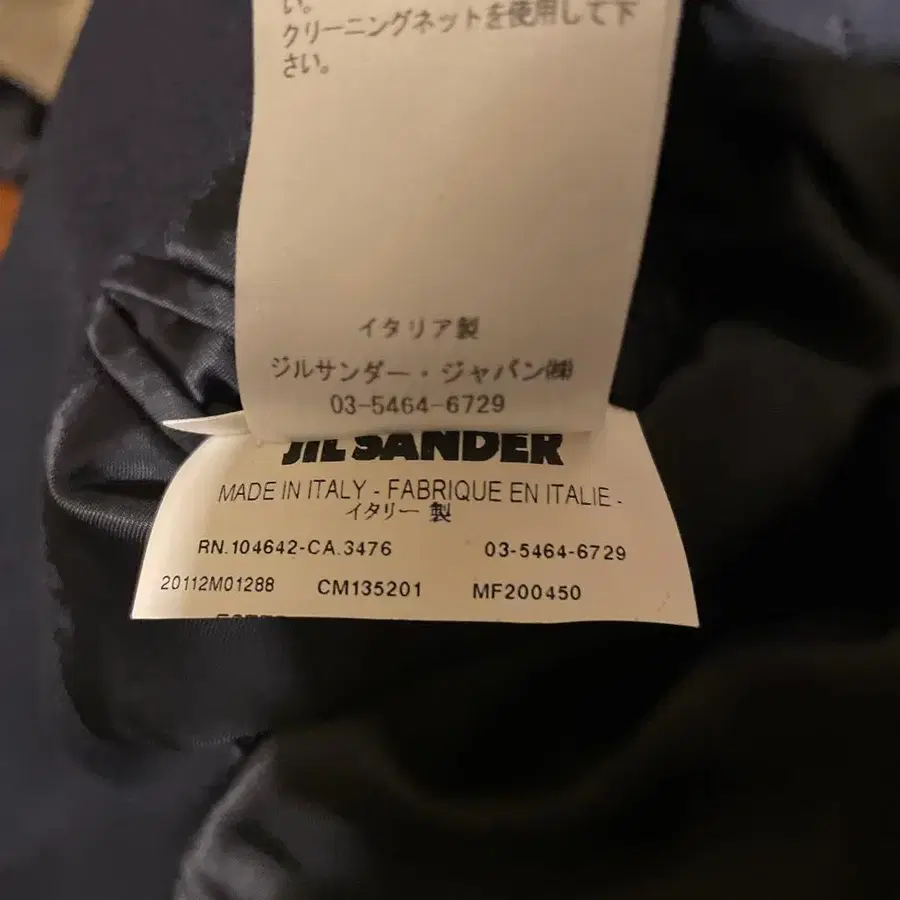 い。
クリーニングネットを使用して下
さい。
イタリア製
ジルサンダー・ジャパン㈱
03-5464-6729
JIL SANDER
MADE IN ITALY - FABRIQUE EN ITALIE -
イタリー 製
RN.104642-CA.3476 03-5464-6729
20112M01288 CM135201 MF200450